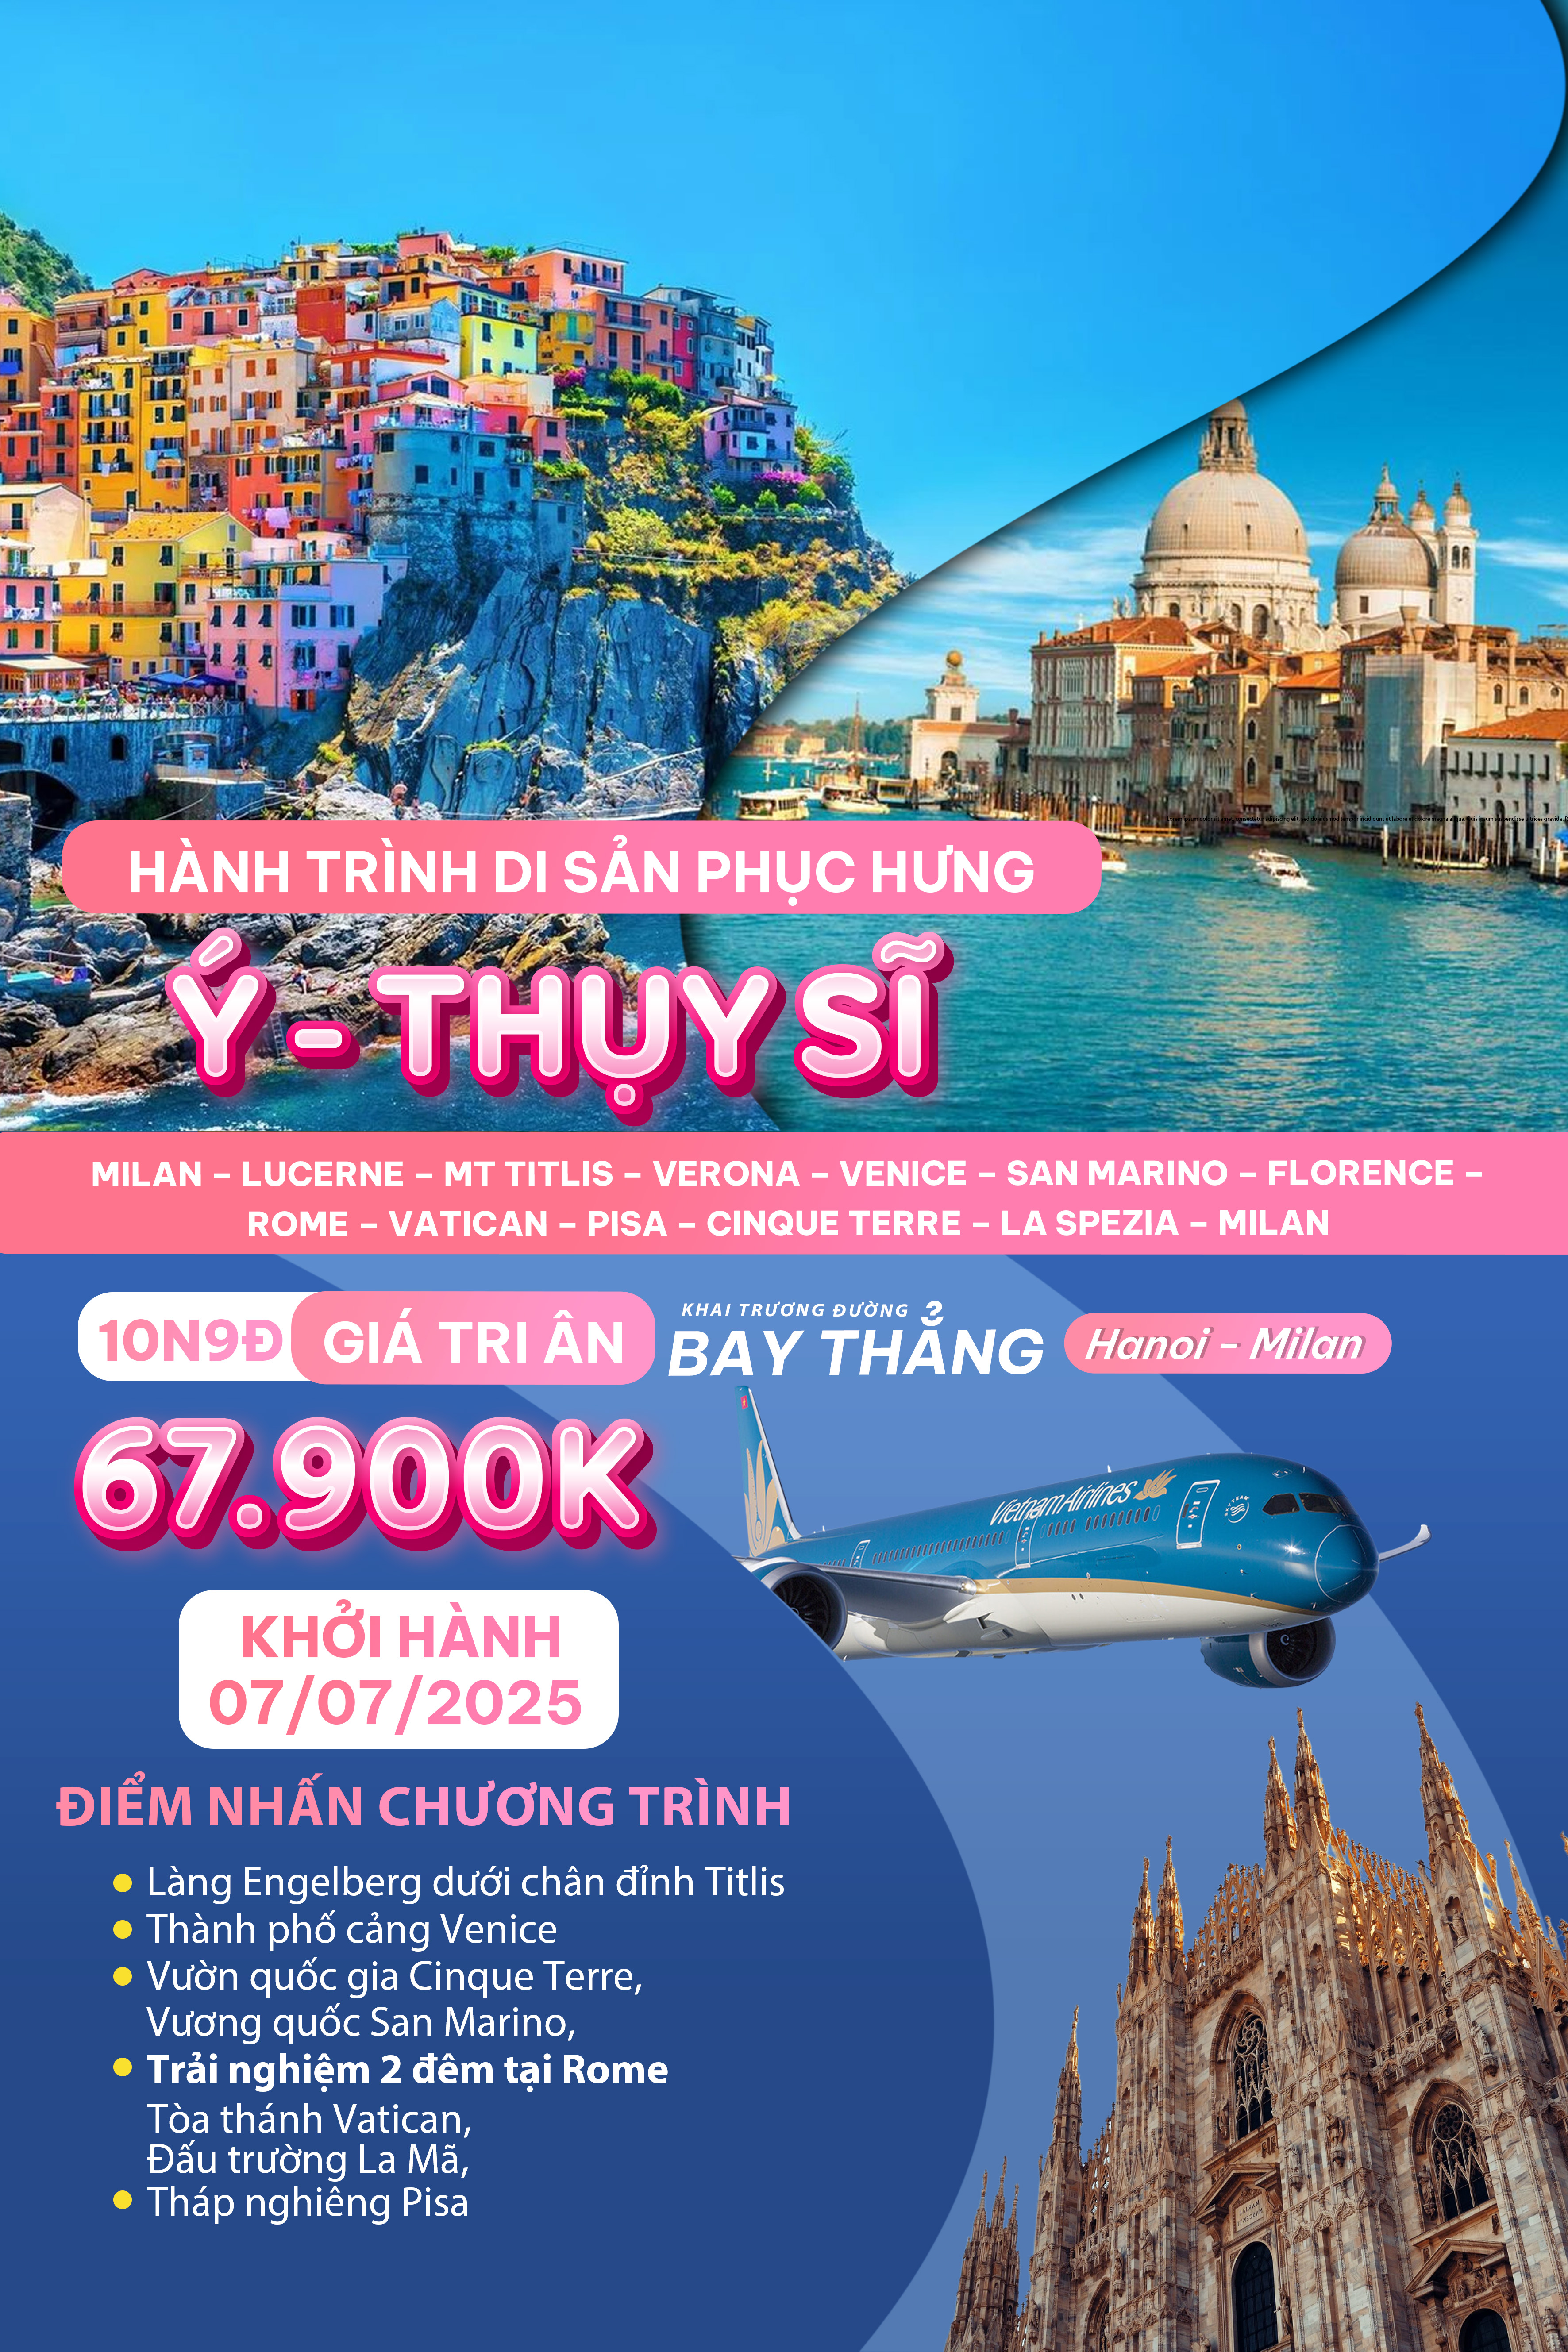 HÀNH TRÌNH DI SẢN PHỤC HƯNG
Ý - THỤY SĨ
MILAN – LUCERNE – MT TITLIS – VERONA – VENICE – SAN MARINO – FLORENCE –
ROME – VATICAN – PISA – CINQUE TERRE – LA SPEZIA – MILAN
10N9Đ GIÁ TRI ÂN
67.900K
KHAI TRƯƠNG ĐƯỜNG
BAY THẲNG
Hanoi - Milan
Vietnam Airlines
KHỞI HÀNH
07/07/2025
ĐIỂM NHẤN CHƯƠNG TRÌNH
Làng Engelberg dưới chân đỉnh Titlis
Thành phố cảng Venice
Vườn quốc gia Cinque Terre,
Vương quốc San Marino,
Trải nghiệm 2 đêm tại Rome
Tòa thánh Vatican,
Đấu trường La Mã,
Tháp nghiêng Pisa